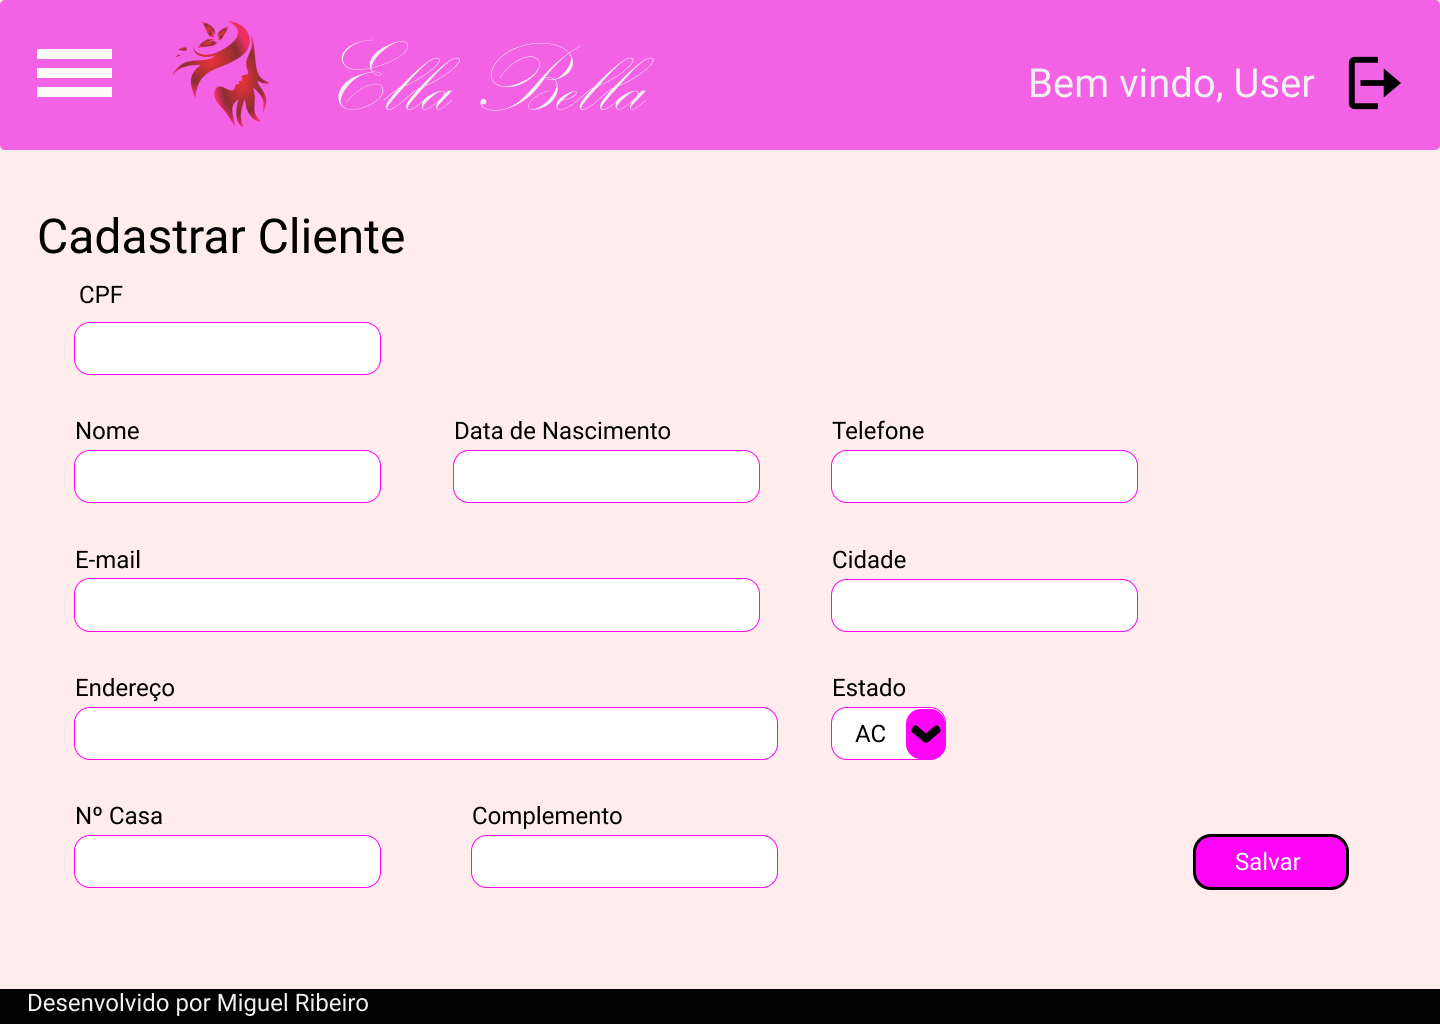 Ella Bella
Bem vindo, User
Cadastrar Cliente
CPF
Nome
Data de Nascimento
Telefone
E-mail
Cidade
Endereço
Estado
AC
Nº Casa
Complemento
Salvar
Desenvolvido por Miguel Ribeiro